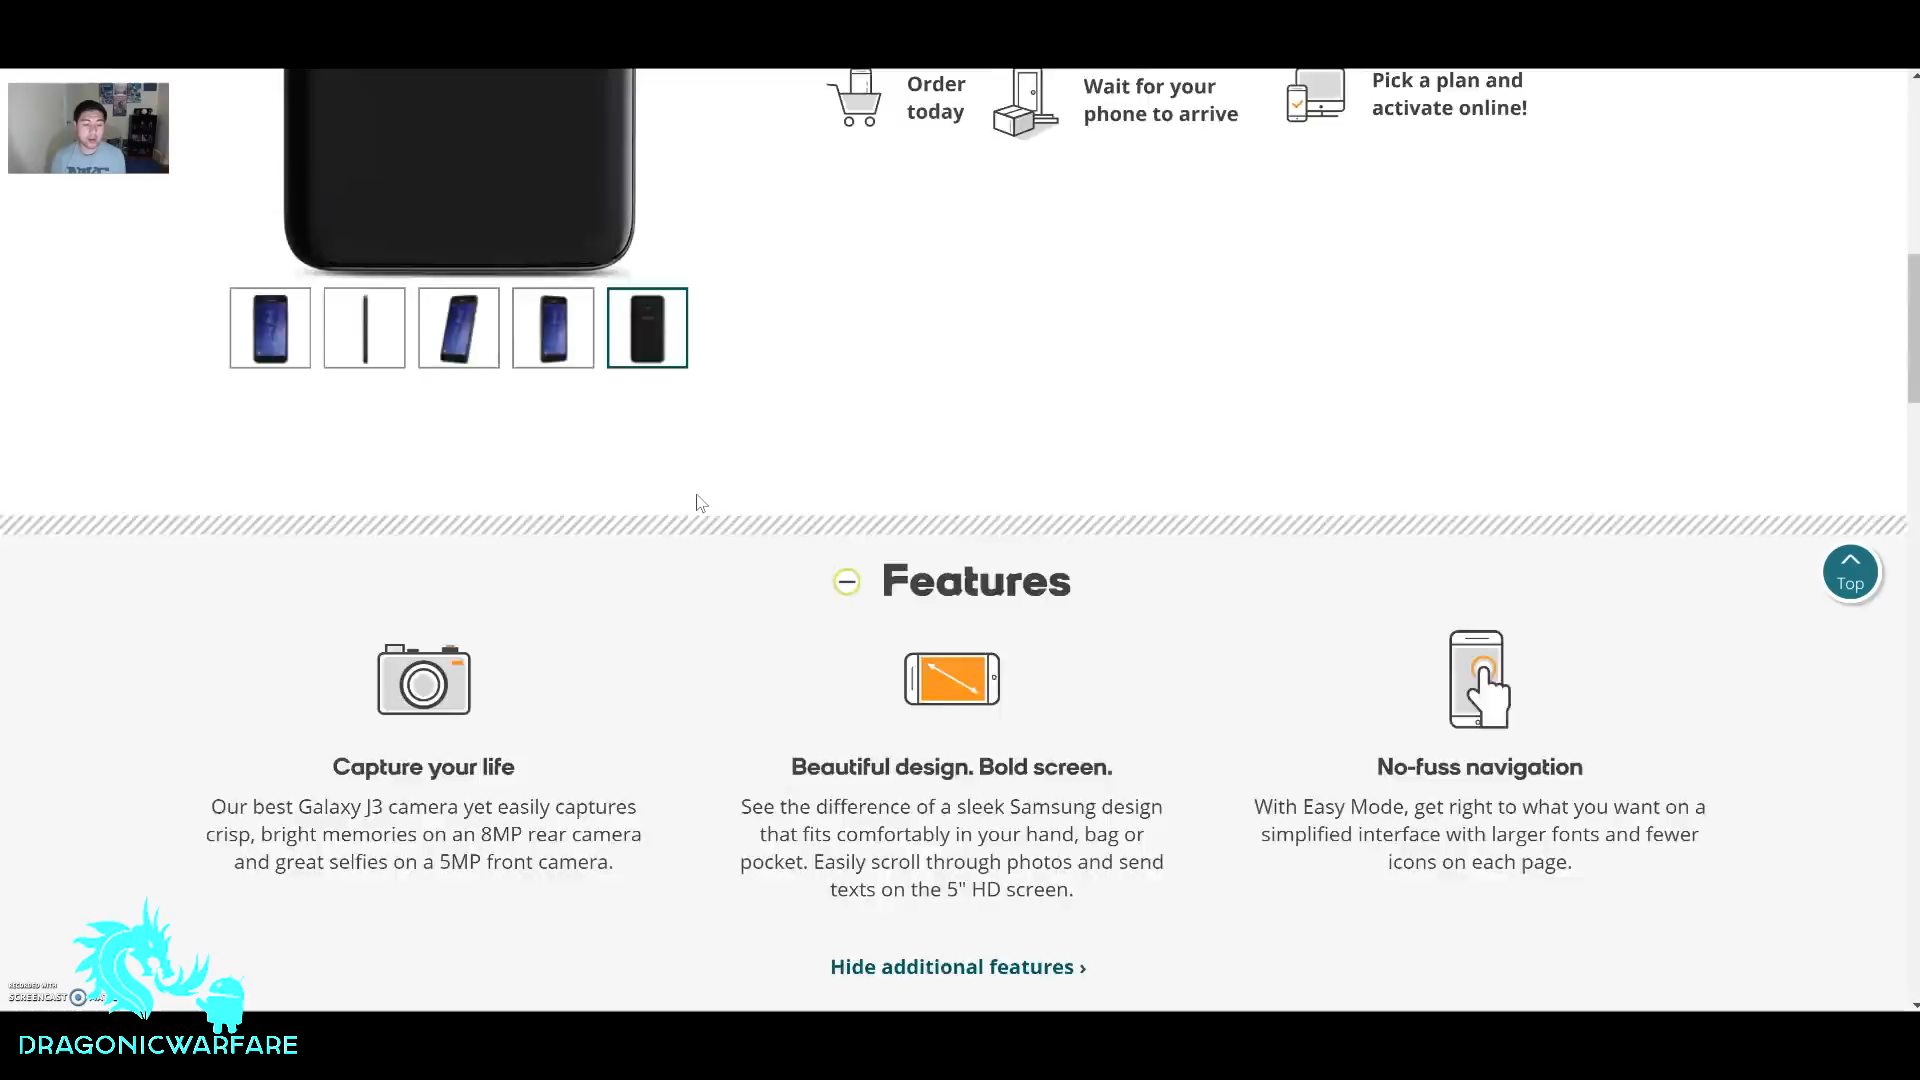 Order
today
Wait for your
phone to arrive
Pick a plan and
activate online!
Features
Top
Capture your life
Our best Galaxy J3 camera yet easily captures
crisp, bright memories on an 8MP rear camera
and great selfies on a 5MP front camera.
Beautiful design. Bold screen.
See the difference of a sleek Samsung design
that fits comfortably in your hand, bag or
pocket. Easily scroll through photos and send
texts on the 5" HD screen.
No-fuss navigation
With Easy Mode, get right to what you want on a
simplified interface with larger fonts and fewer
icons on each page.
Hide additional features ›
RECORDED WITH
SCREENCAST
DRAGONICWARFARE